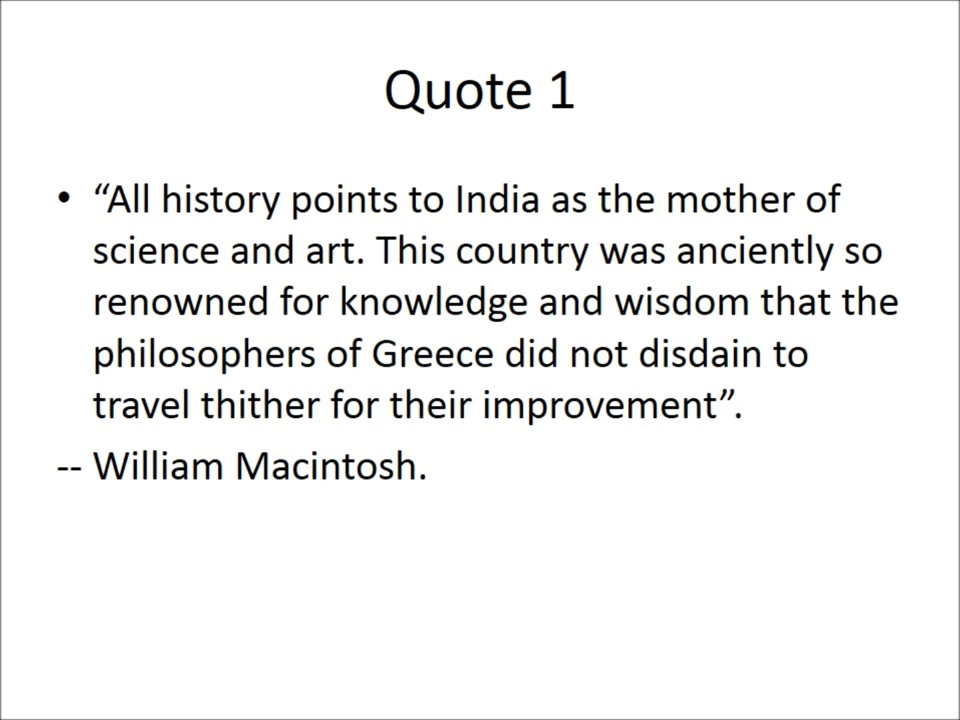 Quote 1
• “All history points to India as the mother of
science and art. This country was anciently so
renowned for knowledge and wisdom that the
philosophers of Greece did not disdain to
travel thither for their improvement”.
-- William Macintosh.